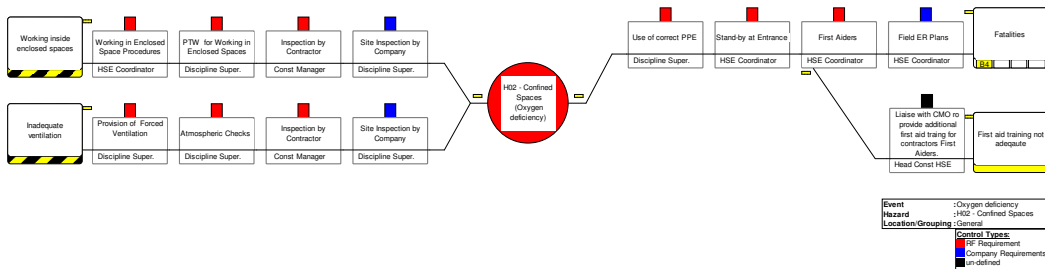 Working inside
enclosed spaces
Working in Enclosed
Space Procedures
HSE Coordinator
PTW for Working in
Enclosed Spaces
Discipline Super.
Inspection by
Contractor
Const Manager
Site Inspection by
Company
Discipline Super.
Inadequate
ventilation
Provision of Forced
Ventilation
Discipline Super.
Atmospheric Checks
Discipline Super.
Inspection by
Contractor
Const Manager
Site Inspection by
Company
Discipline Super.
H02 - Confined
Spaces
(Oxygen
deficiency)
Use of correct PPE
Discipline Super.
Stand-by at Entrance
HSE Coordinator
First Aiders
HSE Coordinator
Field ER Plans
HSE Coordinator
Fatalities
B4
Liaise with CMO ro
provide additional
first aid traing for
contractors First
Aiders.
Head Const HSE
First aid training not
adeqaute
Event :Oxygen deficiency
Hazard :H02 - Confined Spaces
Location/Grouping :General
Control Types:
RF Requirement
Company Requirements
un-defined